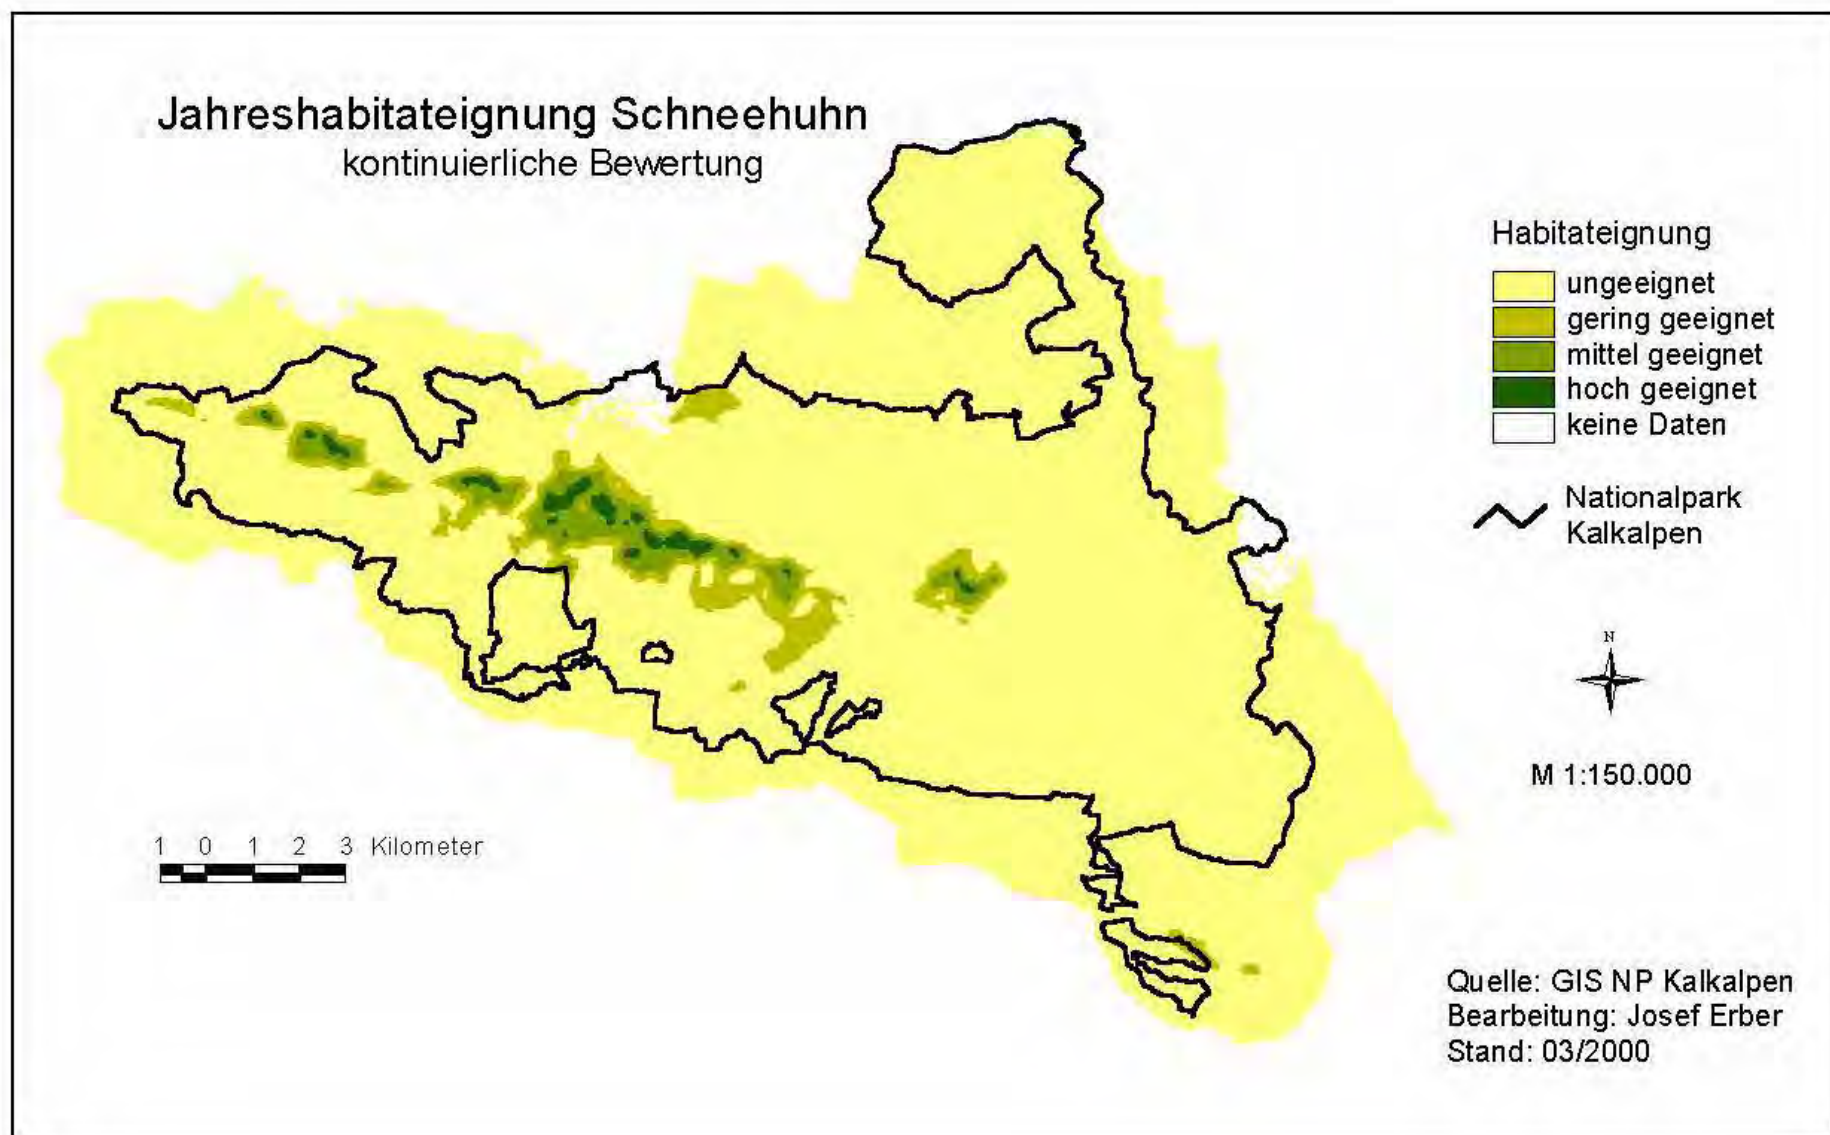 Jahreshabitateignung Schneehuhn
kontinuierliche Bewertung
Habitateignung
ungeeignet
gering geeignet
mittel geeignet
hoch geeignet
keine Daten
Nationalpark
Kalkalpen
N
M 1:150.000
1 0 1 2 3 Kilometer
Quelle: GIS NP Kalkalpen
Bearbeitung: Josef Erber
Stand: 03/2000